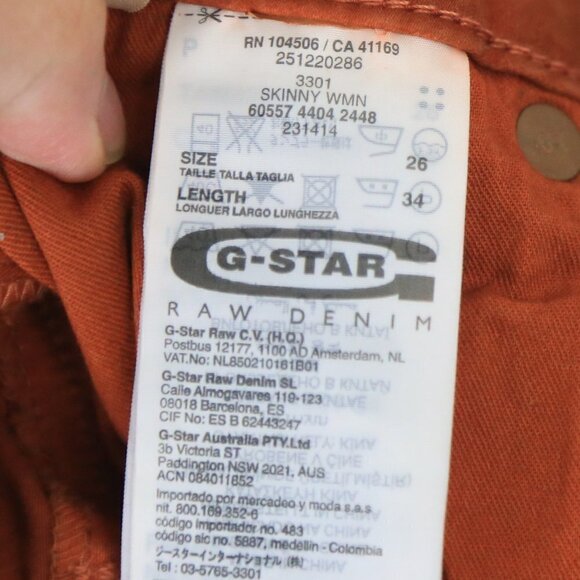 RN 104506 / CA 41169
251220286
3301
SKINNY WMN
60557 4404 2448
231414
SIZE 26
TAILLE TALLA TAGLIA
LENGTH 34
LONGUER LARGO LUNGHEZZA
G-STAR
RAW DENIM
G-Star Raw C.V. (H.Q.)
Postbus 12177, 1100 AD Amsterdam, NL
VAT.No: NL850210161B01
G-Star Raw Denim SL
Calle Almogavares 119-123
08018 Barcelona, ES
CIF No: ES B 62443247
G-Star Australia PTY.Ltd
3b Victoria ST
Paddington NSW 2021, AUS
ACN 084011652
Importado por mercadeo y moda s.a.s
nit. 800.169.352-6
código importador no. 483
código sic no. 5887, medellin - Colombia
ジースターインターナショナル (株)
Tel : 03-5765-3301